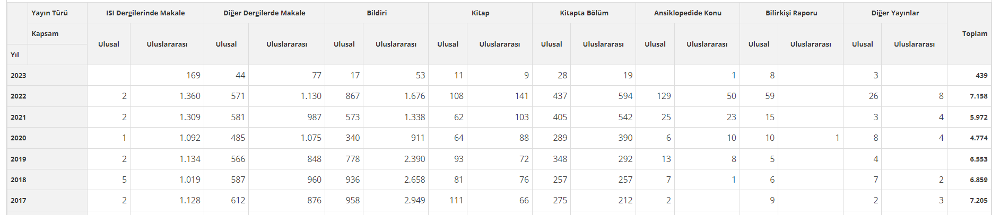 Yayın Türü ISI Dergilerinde Makale Diğer Dergilerde Makale Bildiri Kitap Kitapta Bölüm Ansiklopedide Konu Bilirkişi Raporu Diğer Yayınlar Toplam
Kapsam Ulusal Uluslararası Ulusal Uluslararası Ulusal Uluslararası Ulusal Uluslararası Ulusal Uluslararası Ulusal Uluslararası Ulusal Uluslararası Ulusal Uluslararası
Yıl
2023 169 44 77 17 53 11 9 28 19 1 8 3 439
2022 2 1.360 571 1.130 867 1.676 108 141 437 594 129 50 59 26 8 7.158
2021 2 1.309 581 987 573 1.338 62 103 405 542 25 23 15 3 4 5.972
2020 1 1.092 485 1.075 340 911 64 88 289 390 6 10 10 1 8 4 4.774
2019 2 1.134 566 848 778 2.390 93 72 348 292 13 8 5 4 6.553
2018 5 1.019 587 960 936 2.658 81 76 257 257 7 1 6 7 2 6.859
2017 2 1.128 612 876 958 2.949 111 66 275 212 2 9 2 3 7.205